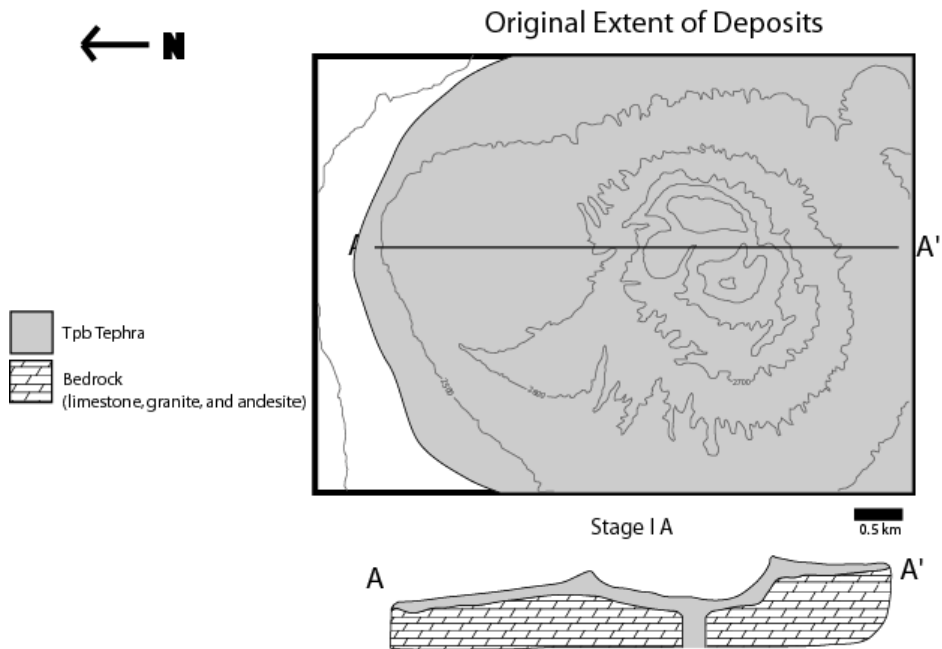 Original Extent of Deposits
N
A
A'
Tpb Tephra
Bedrock
(limestone, granite, and andesite)
2500
2600
2700
Stage I A
0.5 km
A
A'